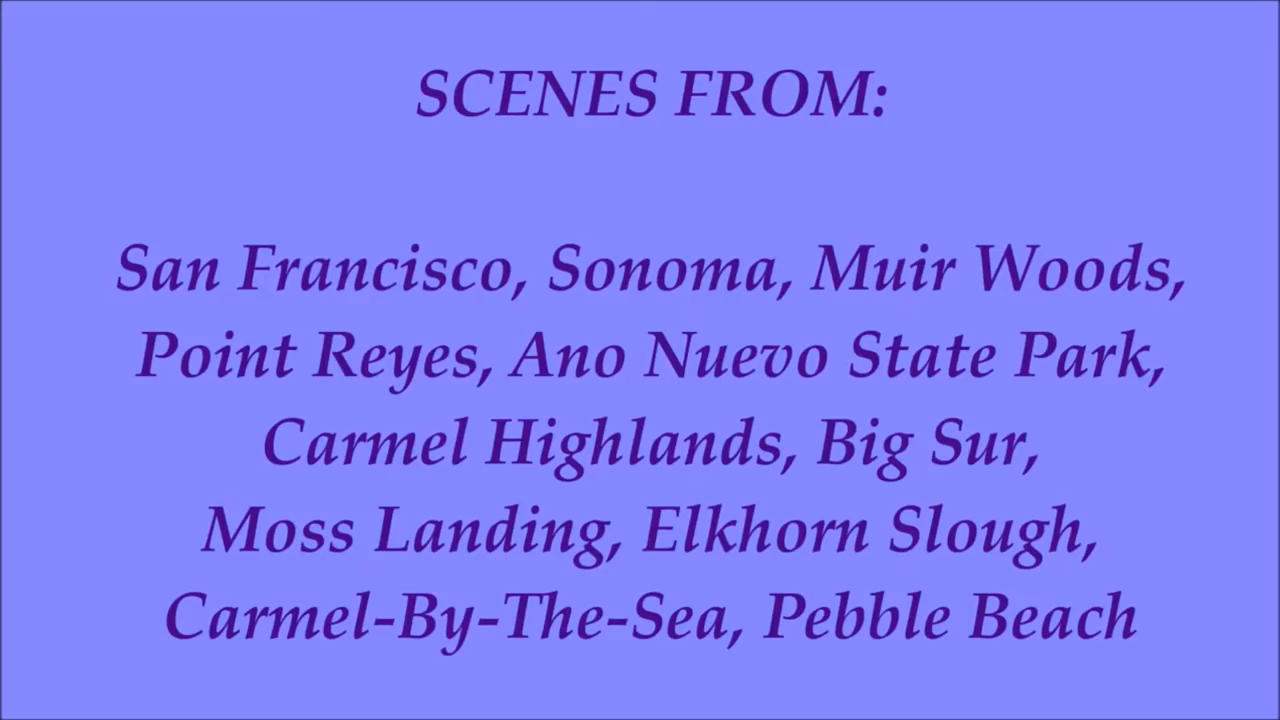 SCENES FROM:
San Francisco, Sonoma, Muir Woods,
Point Reyes, Ano Nuevo State Park,
Carmel Highlands, Big Sur,
Moss Landing, Elkhorn Slough,
Carmel-By-The-Sea, Pebble Beach